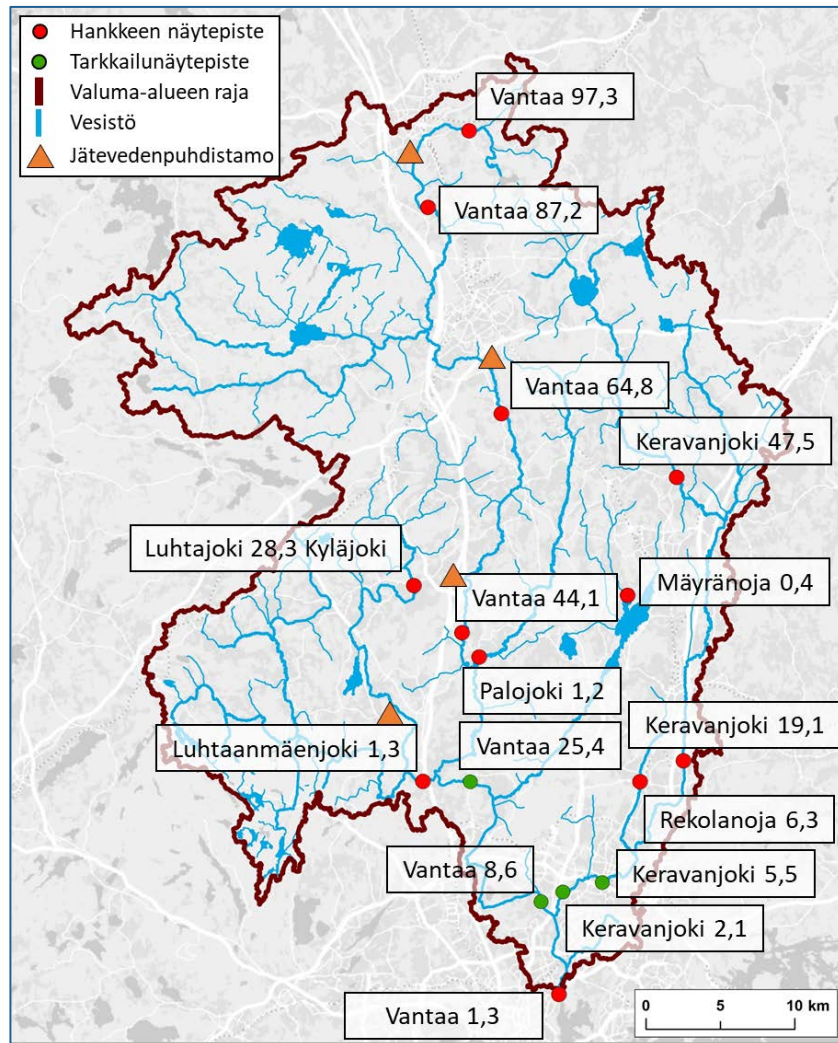 Hankkeen näytepiste
Tarkkailunäytepiste
Valuma-alueen raja
Vesistö
Jätevedenpuhdistamo
Vantaa 97,3
Vantaa 87,2
Vantaa 64,8
Keravanjoki 47,5
Luhtajoki 28,3 Kyläjoki
Vantaa 44,1
Mäyränoja 0,4
Palojoki 1,2
Keravanjoki 19,1
Luhtaanmäenjoki 1,3
Vantaa 25,4
Rekolanoja 6,3
Vantaa 8,6
Keravanjoki 5,5
Keravanjoki 2,1
Vantaa 1,3
0 5 10 km